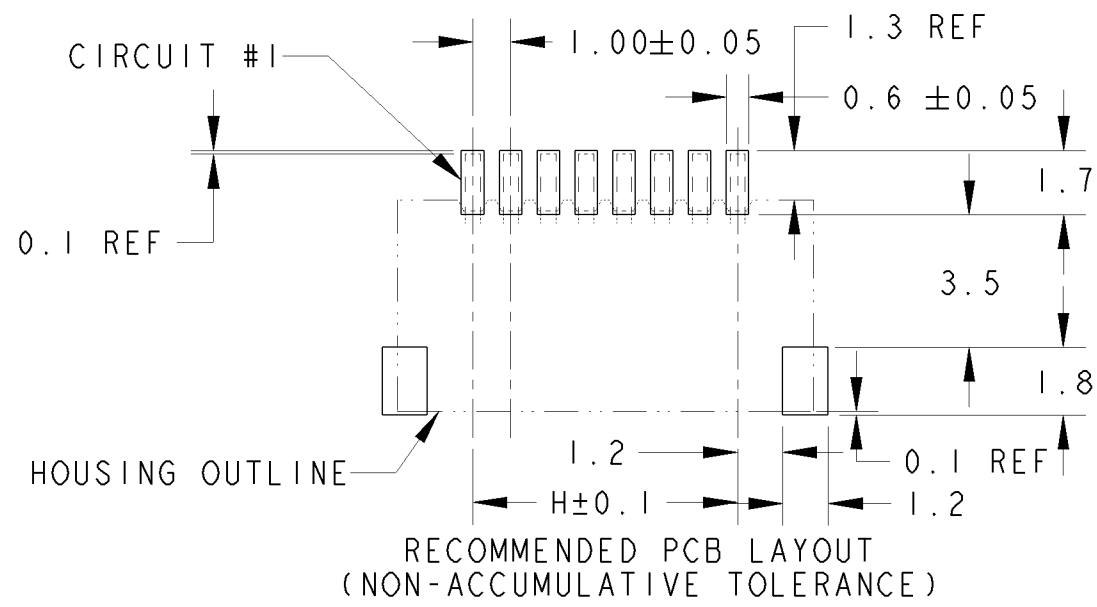 CIRCUIT #1
1.00±0.05
1.3 REF
0.6 ±0.05
1.7
0.1 REF
3.5
1.8
HOUSING OUTLINE
1.2
0.1 REF
H±0.1
1.2
RECOMMENDED PCB LAYOUT
(NON-ACCUMULATIVE TOLERANCE)